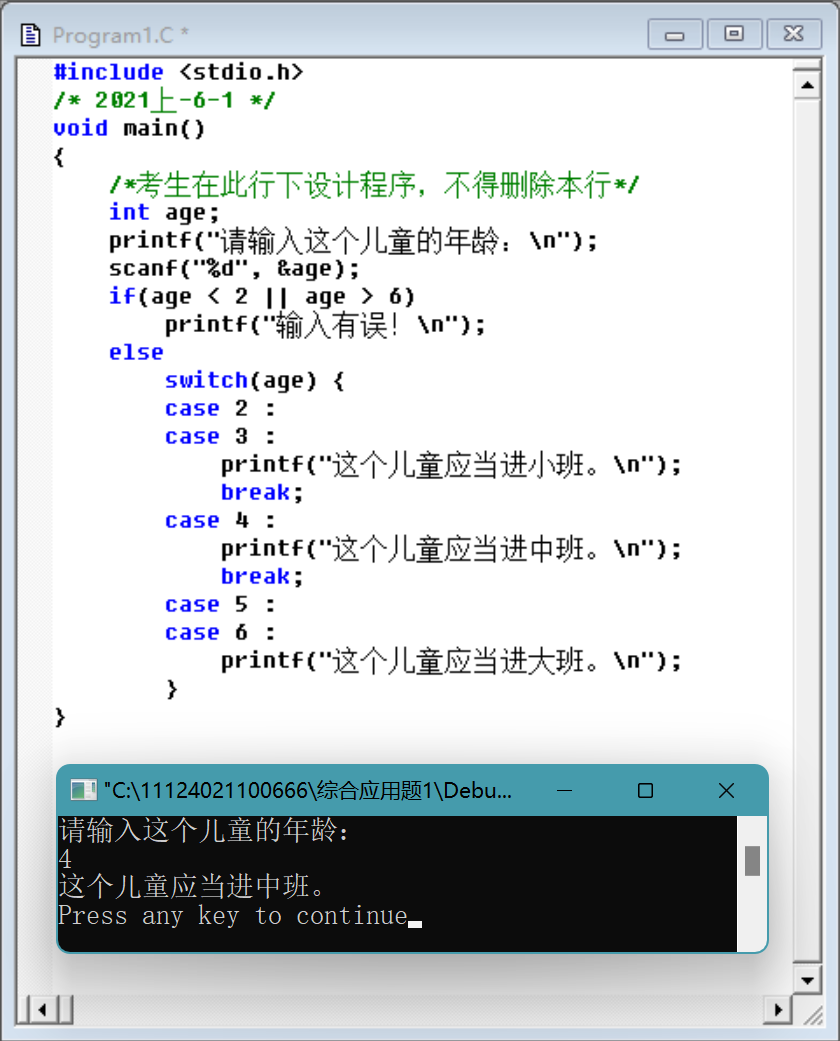 Program1.C *
#include <stdio.h>
/* 2021上-6-1 */
void main()
{
    /*考生在此行下设计程序，不得删除本行*/
    int age;
    printf("请输入这个儿童的年龄：\n");
    scanf("%d", &age);
    if(age < 2 || age > 6)
        printf("输入有误！\n");
    else
        switch(age) {
        case 2 :
        case 3 :
            printf("这个儿童应当进小班。\n");
            break;
        case 4 :
            printf("这个儿童应当进中班。\n");
            break;
        case 5 :
        case 6 :
            printf("这个儿童应当进大班。\n");
        }
}
"C:\11124021100666\综合应用题1\Debu...
请输入这个儿童的年龄：
4
这个儿童应当进中班。
Press any key to continue